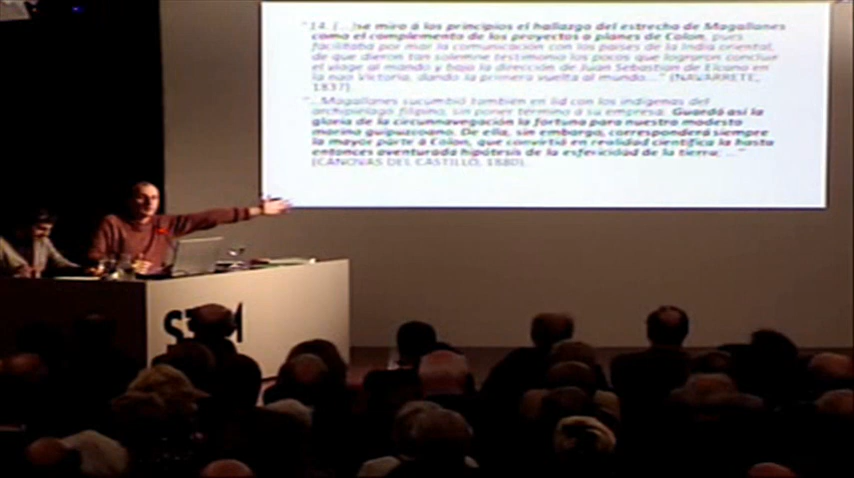 "14. (...)se mira á los principios el hallazgo del estrecho de Magallanes
como el complemento de los proyectos o planes de Colon, pues
facilitaba por mar la comunicación con los países de la India oriental,
de que dieron tan solemne testimonio los pocos que lograron concluir
el viage al mando y bajo la dirección de Juan Sebastian de Elcano en
la nao Victoria, dando la primera vuelta al mundo..." (NAVARRETE,
1837)
"...Magallanes sucumbió también en lid con los indígenas del
archipiélago filipino, sin poner término á su empresa. Guardó así la
gloria de la circumnavegación la fortuna para nuestro modesto
marino guipuzcoano. De ella, sin embargo, corresponderá siempre
la mayor parte á Colon, que convirtió en realidad científica la hasta
entonces aventurada hipótesis de la esfericidad de la tierra; ..."
(CÁNOVAS DEL CASTILLO, 1880).